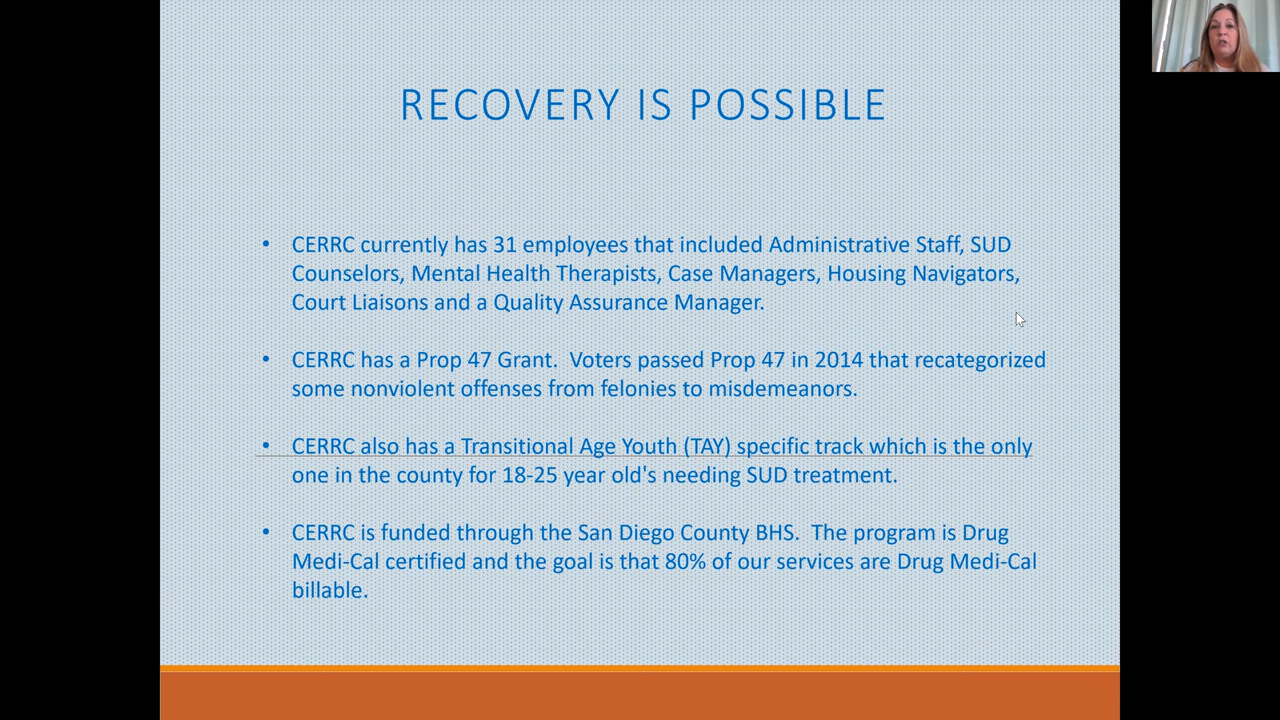 RECOVERY IS POSSIBLE
• CERRC currently has 31 employees that included Administrative Staff, SUD
Counselors, Mental Health Therapists, Case Managers, Housing Navigators,
Court Liaisons and a Quality Assurance Manager.
• CERRC has a Prop 47 Grant.  Voters passed Prop 47 in 2014 that recategorized
some nonviolent offenses from felonies to misdemeanors.
• CERRC also has a Transitional Age Youth (TAY) specific track which is the only
one in the county for 18-25 year old's needing SUD treatment.
• CERRC is funded through the San Diego County BHS.  The program is Drug
Medi-Cal certified and the goal is that 80% of our services are Drug Medi-Cal
billable.